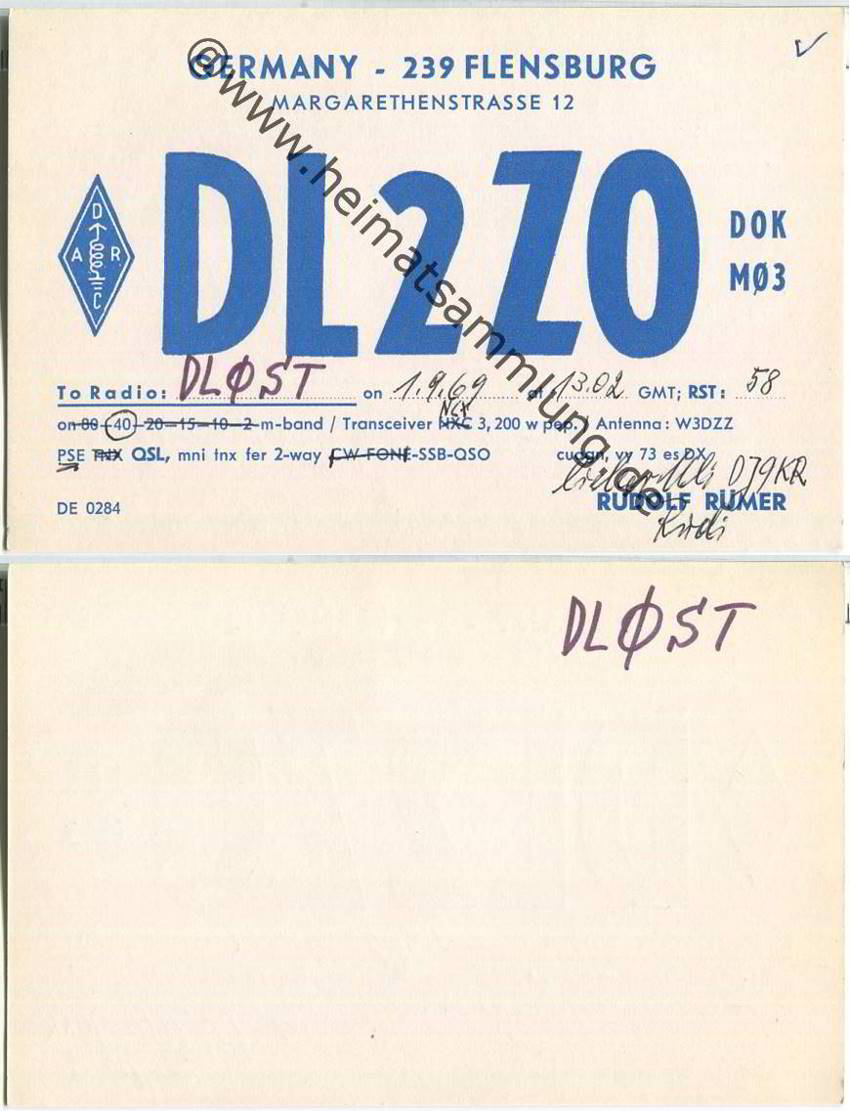 GERMANY - 239 FLENSBURG
MARGARETHENSTRASSE 12
DL2ZO
DOK
MØ3
D
A R
C
To Radio: DLØST on 1.9.69 at 13.02 GMT; RST: 58
on 80-40-20-15-10-2-m-band / Transceiver 3, 200 w pep. / Antenna: W3DZZ
PSE TNX QSL, mni tnx fer 2-way CW-FONE-SSB-QSO cuagn, vy 73 es DX
DJ9KR
DE 0284
RUDOLF RÜMER
Rudi
©www.heimatsammlung.de
DLØST